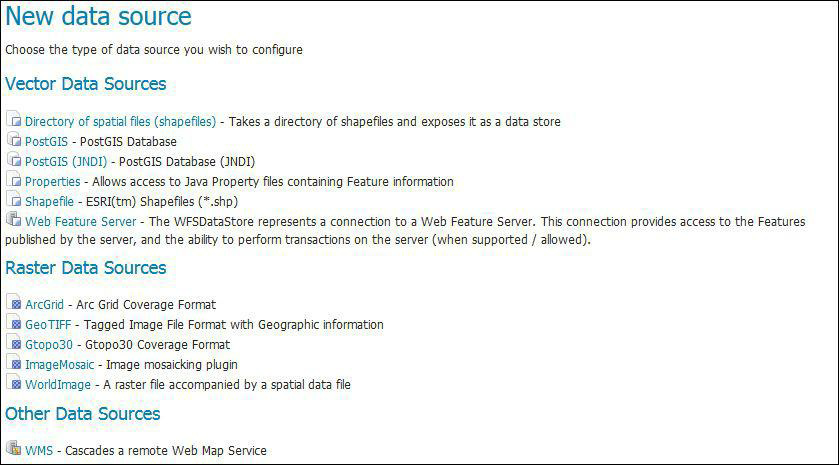 New data source
Choose the type of data source you wish to configure
Vector Data Sources
Directory of spatial files (shapefiles) - Takes a directory of shapefiles and exposes it as a data store
PostGIS - PostGIS Database
PostGIS (JNDI) - PostGIS Database (JNDI)
Properties - Allows access to Java Property files containing Feature information
Shapefile - ESRI(tm) Shapefiles (*.shp)
Web Feature Server - The WFSDataStore represents a connection to a Web Feature Server. This connection provides access to the Features
published by the server, and the ability to perform transactions on the server (when supported / allowed).
Raster Data Sources
ArcGrid - Arc Grid Coverage Format
GeoTIFF - Tagged Image File Format with Geographic information
Gtopo30 - Gtopo30 Coverage Format
ImageMosaic - Image mosaicking plugin
WorldImage - A raster file accompanied by a spatial data file
Other Data Sources
WMS - Cascades a remote Web Map Service